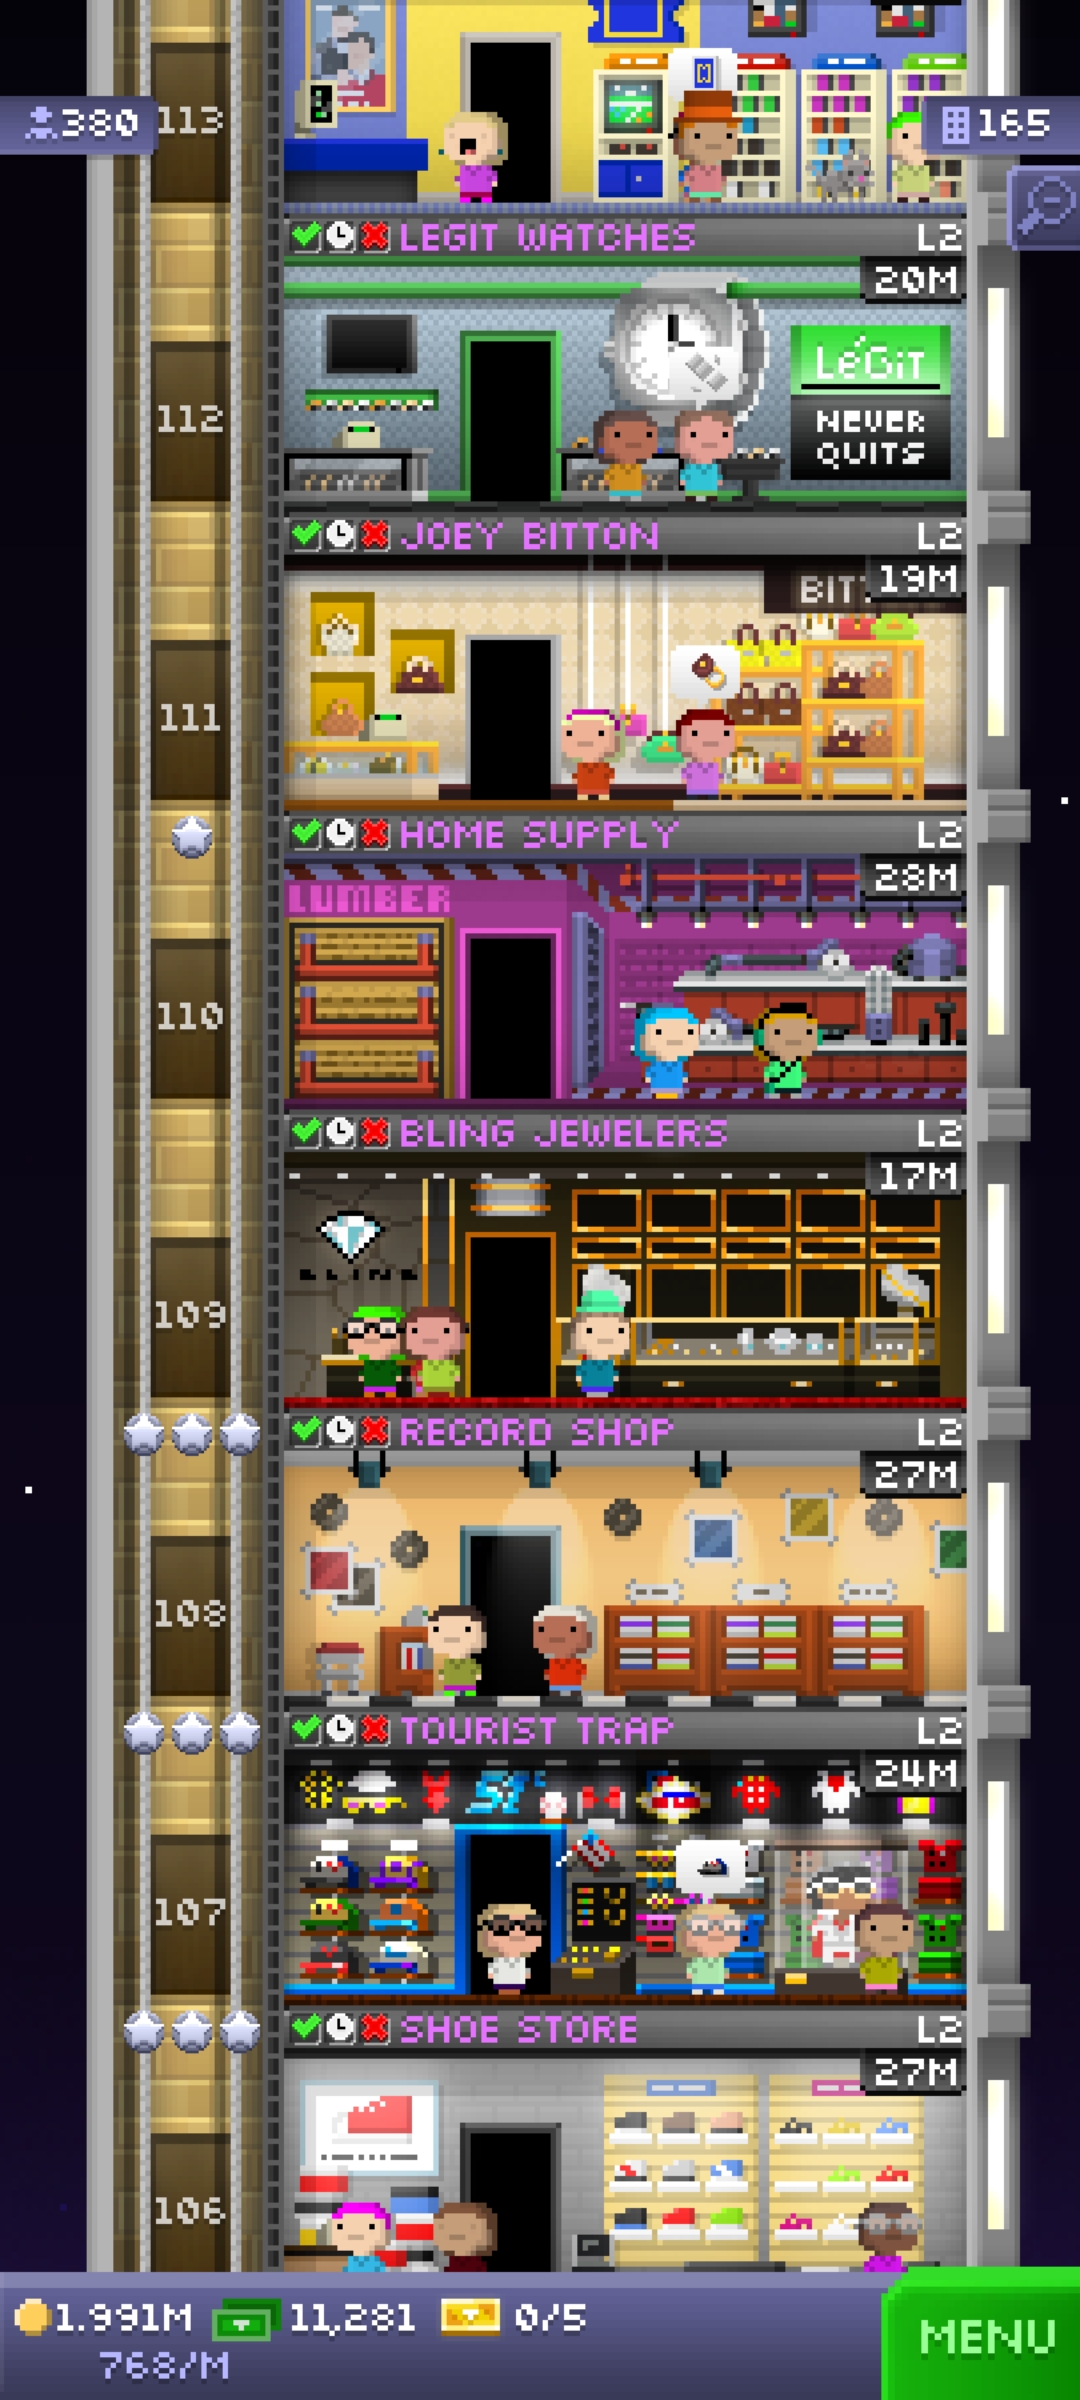 380
113
165
LEGIT WATCHES L2
20M
LéGiT
NEVER
QUITS
112
JOEY BITTON L2
19M
BIT
111
HOME SUPPLY L2
28M
LUMBER
110
BLING JEWELERS L2
17M
BLING
109
RECORD SHOP L2
27M
108
TOURIST TRAP L2
24M
107
SHOE STORE L2
27M
106
1.991M 11,281 0/5
768/M
MENU